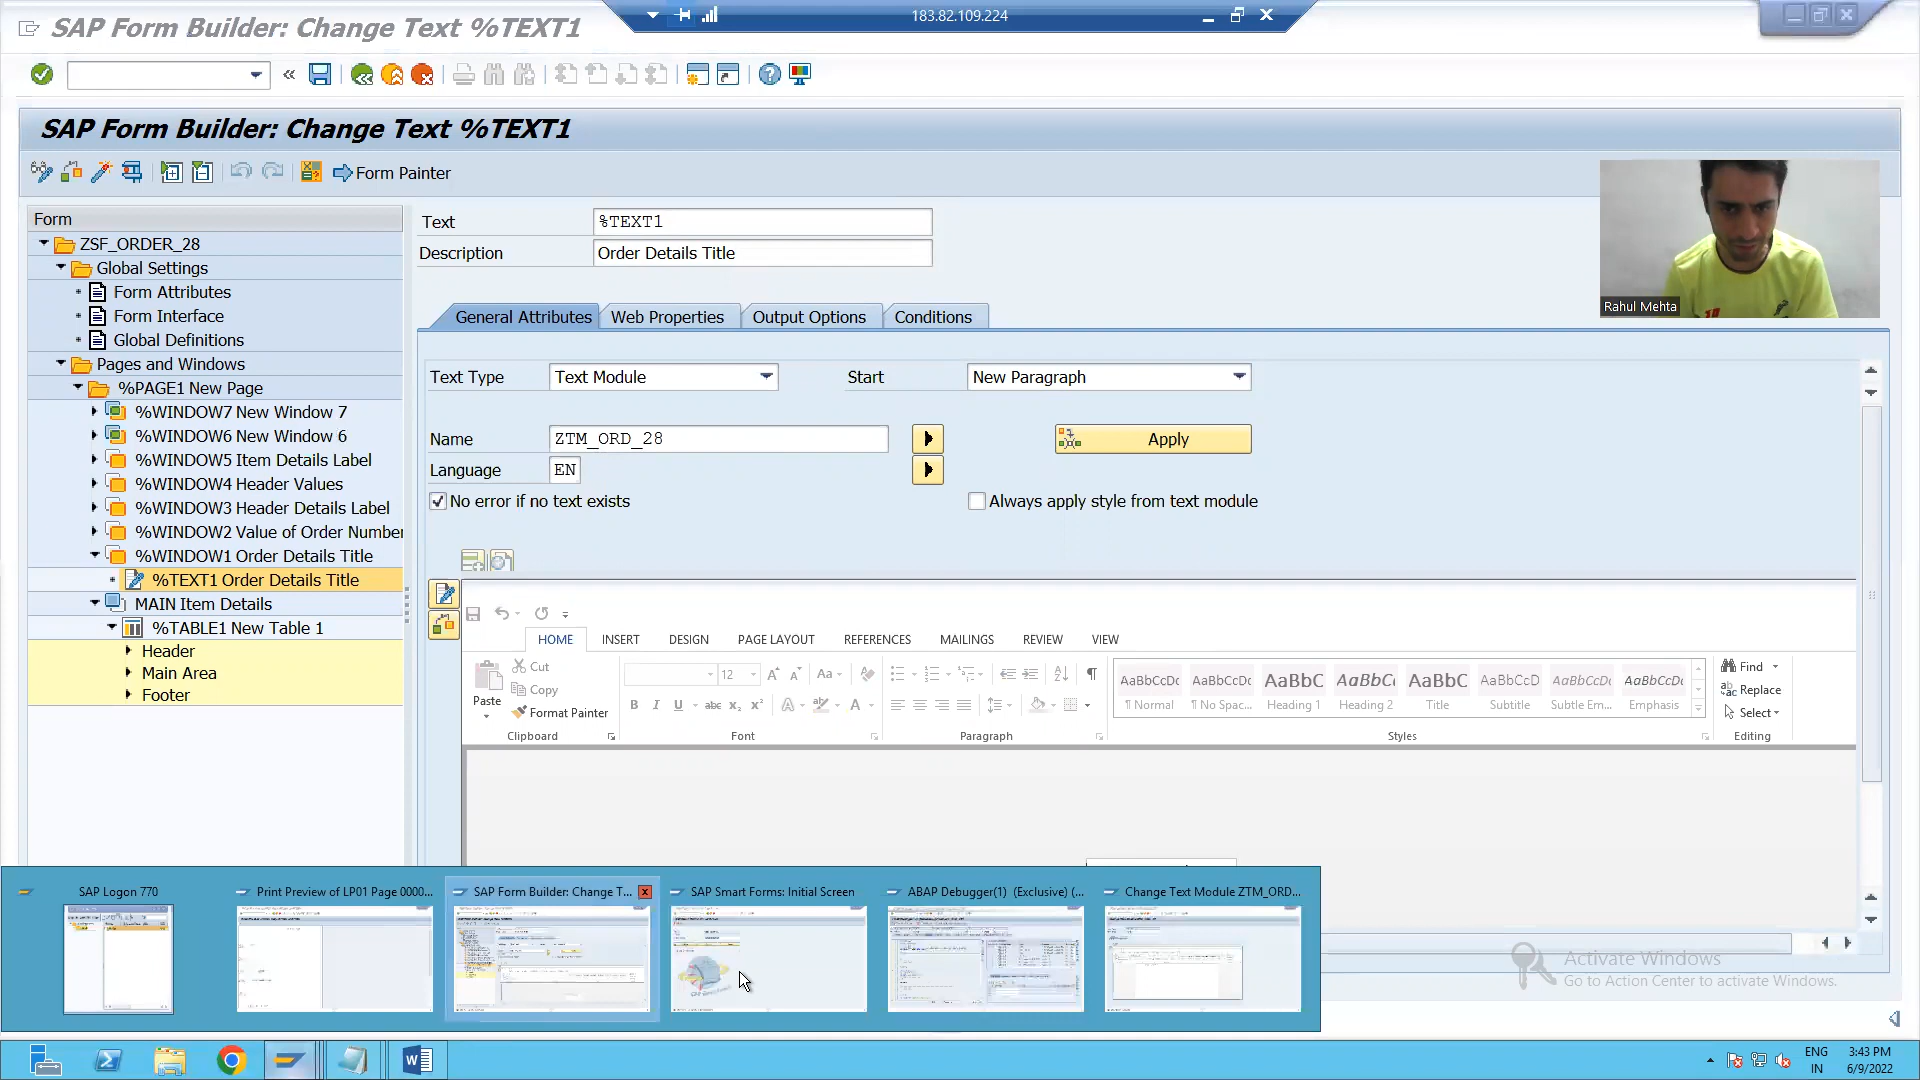 SAP Form Builder: Change Text %TEXT1
183.82.109.224
SAP Form Builder: Change Text %TEXT1
Form Painter
Form
ZSF_ORDER_28
Global Settings
Form Attributes
Form Interface
Global Definitions
Pages and Windows
%PAGE1 New Page
%WINDOW7 New Window 7
%WINDOW6 New Window 6
%WINDOW5 Item Details Label
%WINDOW4 Header Values
%WINDOW3 Header Details Label
%WINDOW2 Value of Order Number
%WINDOW1 Order Details Title
%TEXT1 Order Details Title
MAIN Item Details
%TABLE1 New Table 1
Header
Main Area
Footer
Text %TEXT1
Description Order Details Title
General Attributes Web Properties Output Options Conditions
Text Type Text Module Start New Paragraph
Name ZTM_ORD_28 Apply
Language EN
No error if no text exists Always apply style from text module
HOME INSERT DESIGN PAGE LAYOUT REFERENCES MAILINGS REVIEW VIEW
Cut
Copy
Paste
Format Painter
Clipboard
12
Font
Paragraph
AaBbCcDc AaBbCcDc AaBbC AaBbCc AaBbC AaBbCcD AaBbCcDc AaBbCcDc
¶ Normal ¶ No Spac... Heading 1 Heading 2 Title Subtitle Subtle Em... Emphasis
Styles
Find
Replace
Select
Editing
Rahul Mehta
SAP Logon 770
Print Preview of LP01 Page 0000...
SAP Form Builder: Change T...
SAP Smart Forms: Initial Screen
ABAP Debugger(1) (Exclusive) (...
Change Text Module ZTM_ORD...
Activate Windows
Go to Action Center to activate Windows.
ENG
IN
3:43 PM
6/9/2022